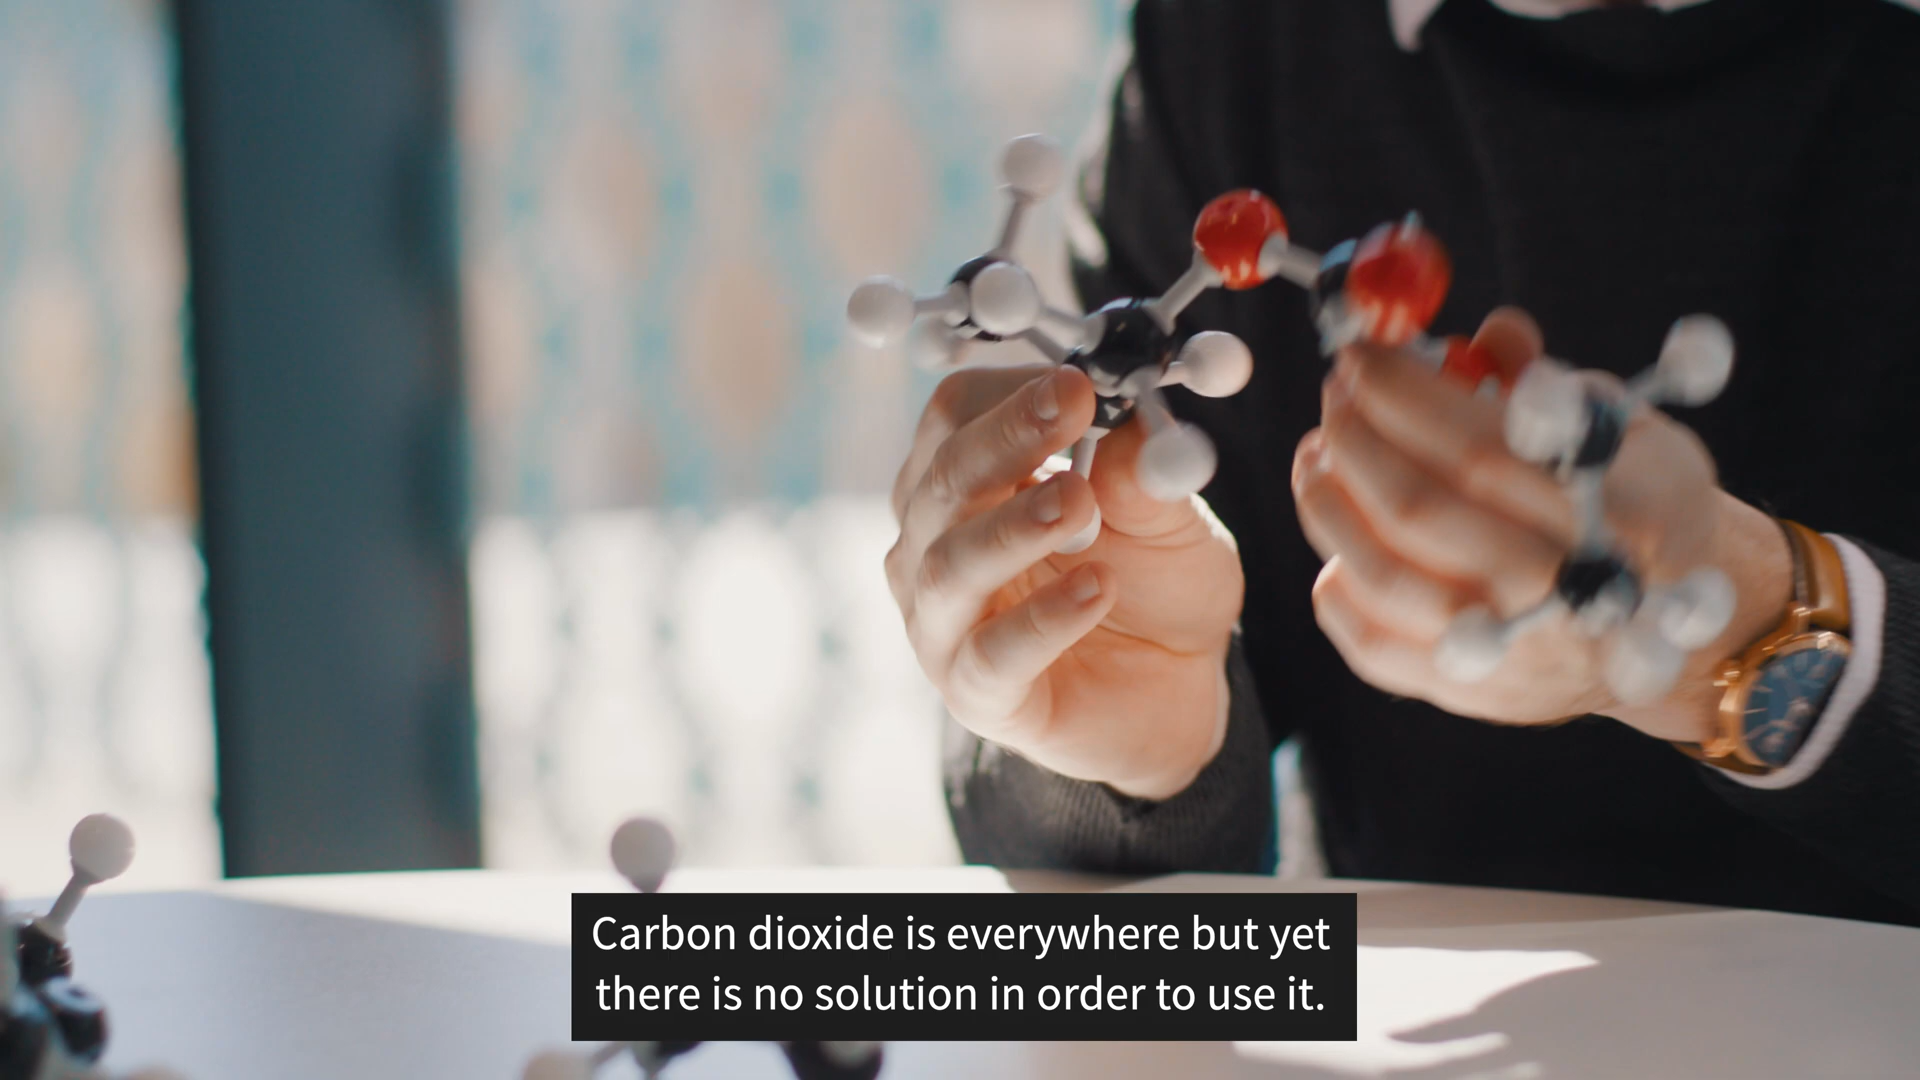 Carbon dioxide is everywhere but yet
there is no solution in order to use it.